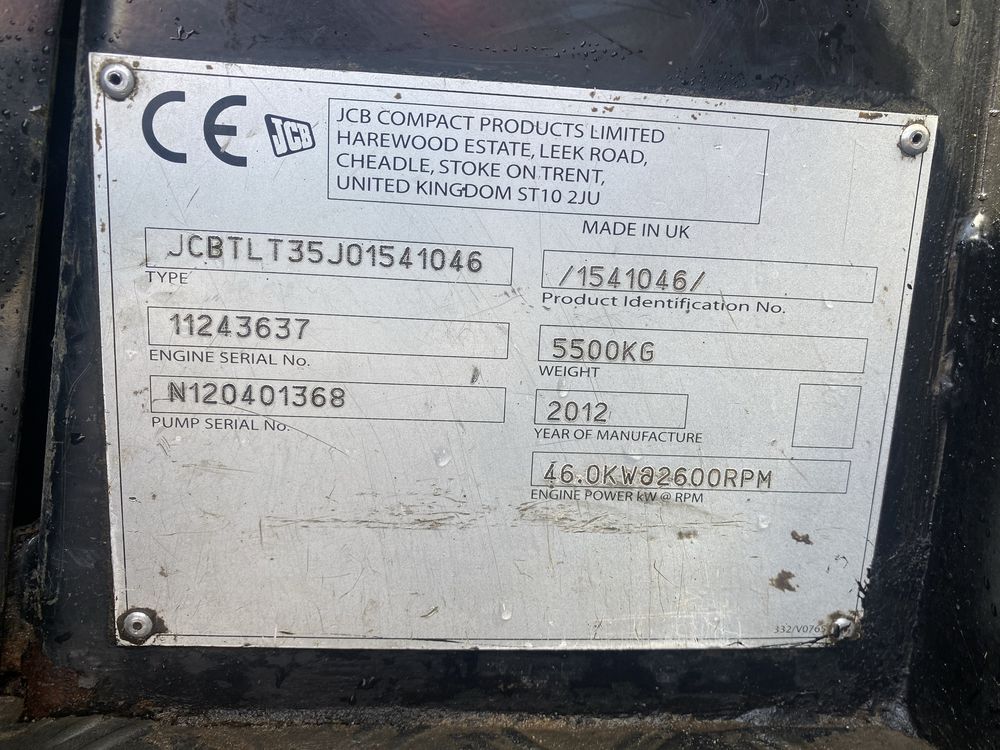 CE JCB
JCB COMPACT PRODUCTS LIMITED
HAREWOOD ESTATE, LEEK ROAD,
CHEADLE, STOKE ON TRENT,
UNITED KINGDOM ST10 2JU
MADE IN UK
JCBTLT35J01541046
TYPE
/1541046/
Product Identification No.
11243637
ENGINE SERIAL No.
5500KG
WEIGHT
N120401368
PUMP SERIAL No.
2012
YEAR OF MANUFACTURE
46.0KW@2600RPM
ENGINE POWER kW @ RPM